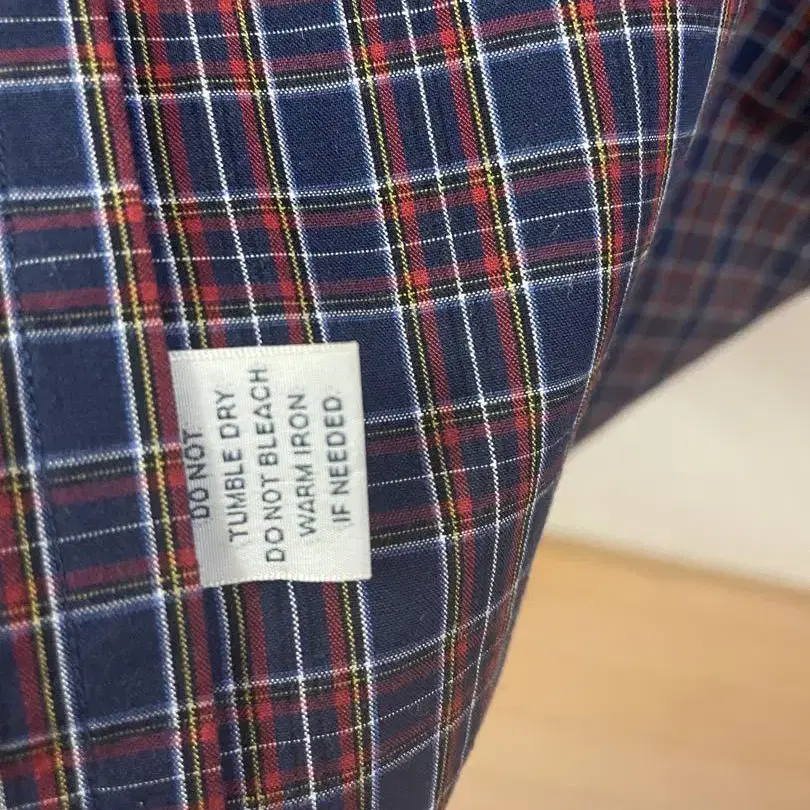 DO NOT
TUMBLE DRY.
DO NOT BLEACH.
WARM IRON
IF NEEDED.